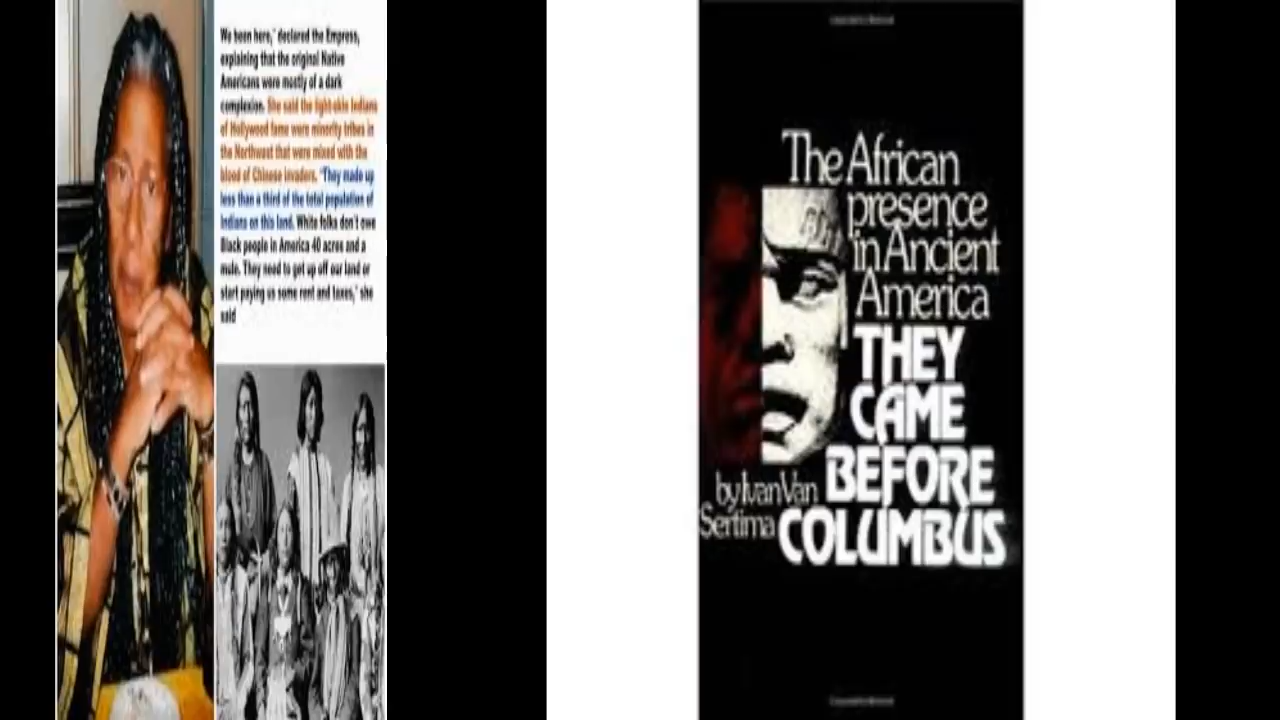 We been here,' declared the Empress,
explaining that the original Native
Americans were mostly of a dark
complexion. She said the light-skin Indians
of Hollywood fame were minority tribes in
the Northwest that were mixed with the
blood of Chinese invaders. "They made up
less than a third of the total population of
Indians on this land. White folks don't owe
Black people in America 40 acres and a
mule. They need to get up off our land or
start paying us some rent and taxes,' she
said
The African
presence
in Ancient
America
THEY
CAME
BEFORE
COLUMBUS
by Ivan Van
Sertima